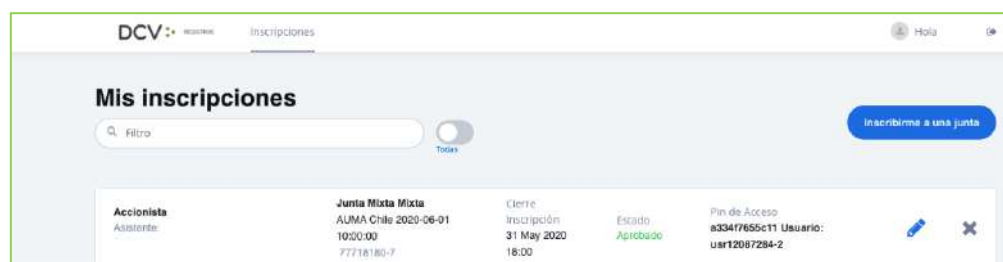 DCV REGISTROS Inscripciones Hola
Mis inscripciones
Filtro
Todas
Inscribirme a una junta
Accionista
Asistente
Junta Mixta Mixta
AUMA Chile 2020-06-01
10:00:00
77718180-7
Cierre
Inscripción
31 May 2020
18:00
Estado
Aprobado
Pin de Acceso
a334f7655c11 Usuario:
usr12087284-2